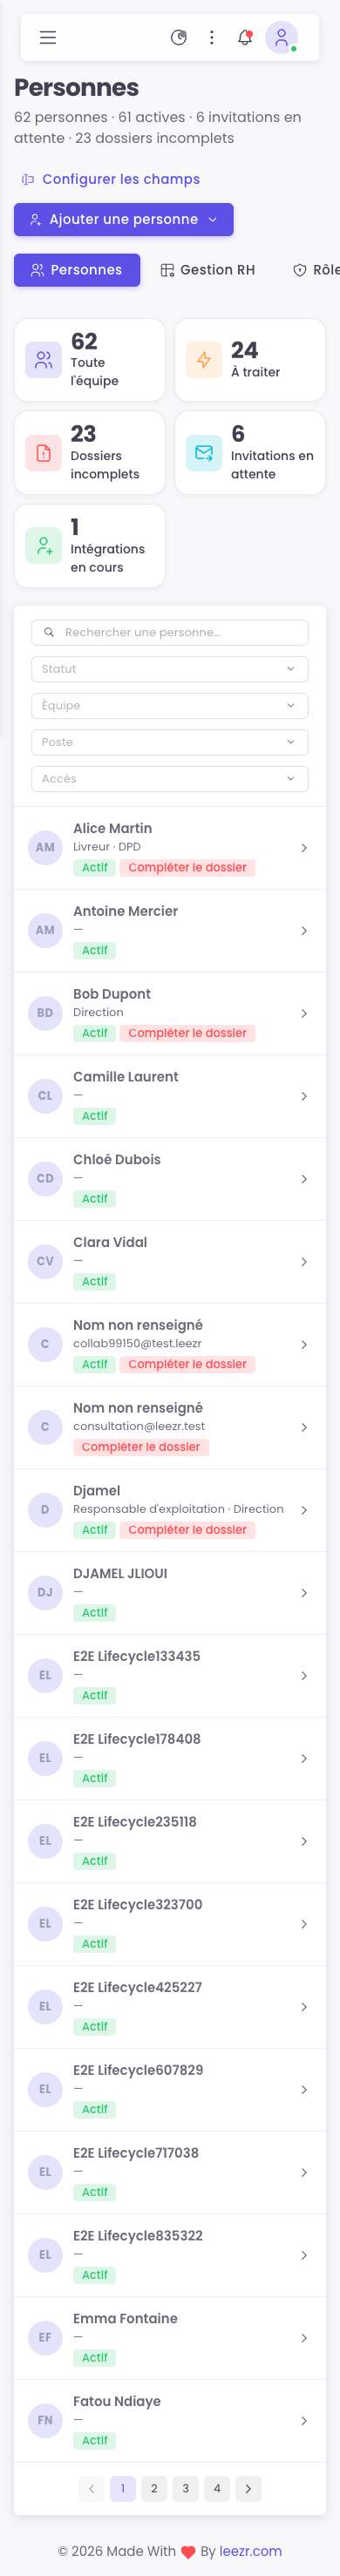 Personnes
62 personnes · 61 actives · 6 invitations en
attente · 23 dossiers incomplets
Configurer les champs
Ajouter une personne
Personnes
Gestion RH
Rôle
62
Toute
l'équipe
24
À traiter
23
Dossiers
incomplets
6
Invitations en
attente
1
Intégrations
en cours
Rechercher une personne...
Statut
Équipe
Poste
Accès
AM
Alice Martin
Livreur · DPD
Actif
Compléter le dossier
AM
Antoine Mercier
—
Actif
BD
Bob Dupont
Direction
Actif
Compléter le dossier
CL
Camille Laurent
—
Actif
CD
Chloé Dubois
—
Actif
CV
Clara Vidal
—
Actif
C
Nom non renseigné
collab99150@test.leezr
Actif
Compléter le dossier
C
Nom non renseigné
consultation@leezr.test
Compléter le dossier
D
Djamel
Responsable d'exploitation · Direction
Actif
Compléter le dossier
DJ
DJAMEL JLIOUI
—
Actif
EL
E2E Lifecycle133435
—
Actif
EL
E2E Lifecycle178408
—
Actif
EL
E2E Lifecycle235118
—
Actif
EL
E2E Lifecycle323700
—
Actif
EL
E2E Lifecycle425227
—
Actif
EL
E2E Lifecycle607829
—
Actif
EL
E2E Lifecycle717038
—
Actif
EL
E2E Lifecycle835322
—
Actif
EF
Emma Fontaine
—
Actif
FN
Fatou Ndiaye
—
Actif
1 2 3 4
© 2026 Made With By leezr.com